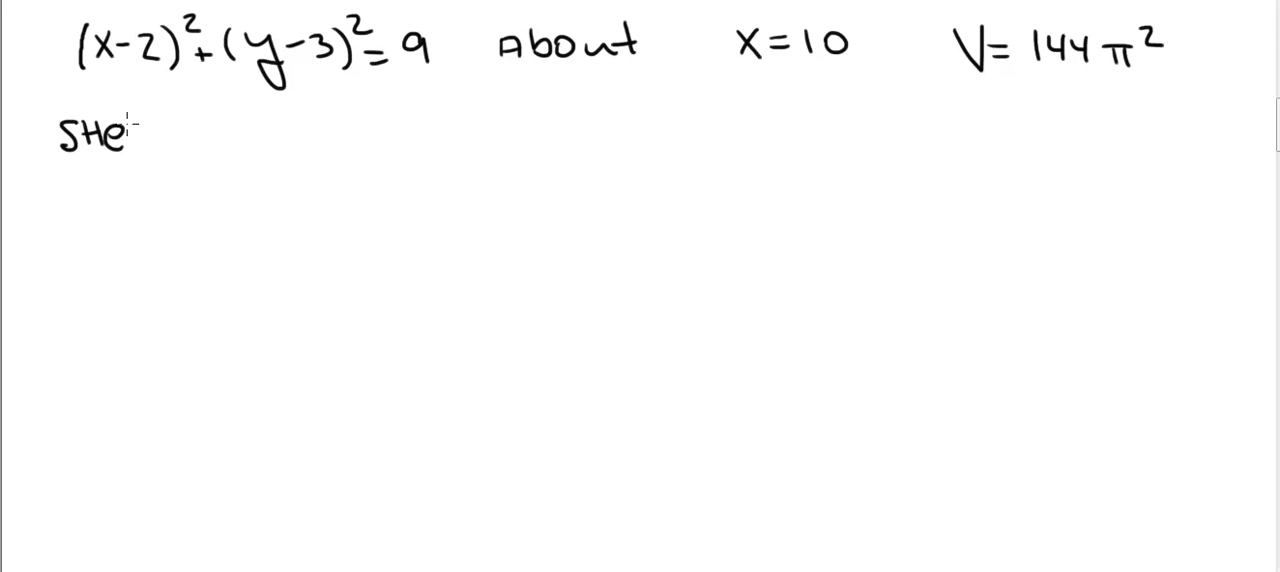 (x-2)²+(y-3)²=9 About x=10 V=144π²
SHe